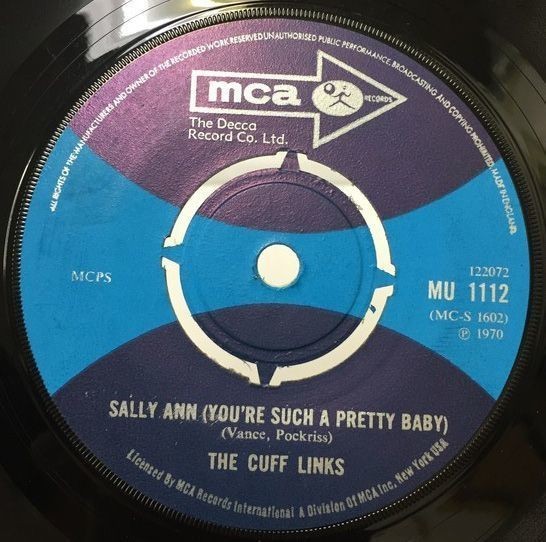 ALL RIGHTS OF THE MANUFACTURERS AND OWNER OF THE RECORDED WORK RESERVED UNAUTHORISED PUBLIC PERFORMANCE, BROADCASTING AND COPYING PROHIBITED MADE IN ENGLAND
mca RECORDS
The Decca
Record Co. Ltd.
MCPS
122072
MU 1112
(MC-S 1602)
Ⓟ 1970
SALLY ANN (YOU'RE SUCH A PRETTY BABY)
(Vance, Pockriss)
THE CUFF LINKS
Licensed By MCA Records International A Division Of MCA Inc. New York USA